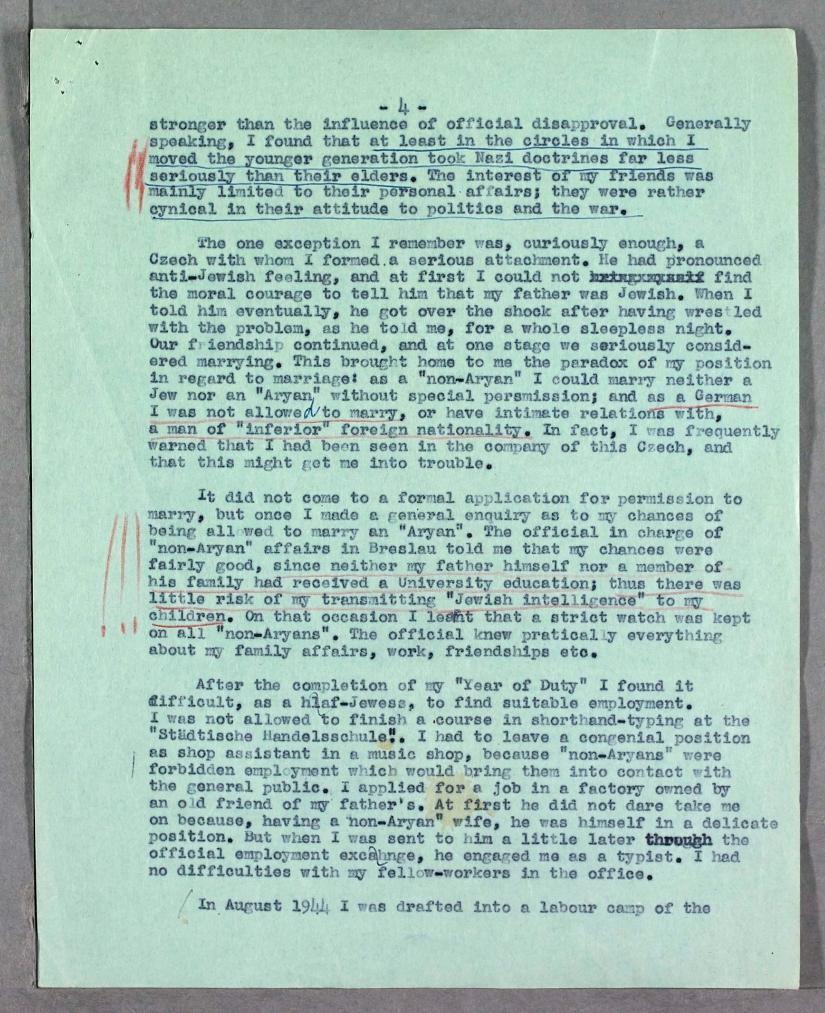 - 4 -
stronger than the influence of official disapproval. Generally
speaking, I found that at least in the circles in which I
moved the younger generation took Nazi doctrines far less
seriously than their elders. The interest of my friends was
mainly limited to their personal affairs; they were rather
cynical in their attitude to politics and the war.
The one exception I remember was, curiously enough, a
Czech with whom I formed a serious attachment. He had pronounced
anti-Jewish feeling, and at first I could not find
the moral courage to tell him that my father was Jewish. When I
told him eventually, he got over the shock after having wrestled
with the problem, as he told me, for a whole sleepless night.
Our friendship continued, and at one stage we seriously consid-
ered marrying. This brought home to me the paradox of my position
in regard to marriage: as a "non-Aryan" I could marry neither a
Jew nor an "Aryan" without special persmission; and as a German
I was not allowed to marry, or have intimate relations with,
a man of "inferior" foreign nationality. In fact, I was frequently
warned that I had been seen in the company of this Czech, and
that this might get me into trouble.
It did not come to a formal application for permission to
marry, but once I made a general enquiry as to my chances of
being allowed to marry an "Aryan". The official in charge of
"non-Aryan" affairs in Breslau told me that my chances were
fairly good, since neither my father himself nor a member of
his family had received a University education; thus there was
little risk of my transmitting "Jewish intelligence" to my
children. On that occasion I leant that a strict watch was kept
on all "non-Aryans". The official knew pratically everything
about my family affairs, work, friendships etc.
After the completion of my "Year of Duty" I found it
difficult, as a hlaf-Jewess, to find suitable employment.
I was not allowed to finish a course in shorthand-typing at the
"Städtische Handelsschule". I had to leave a congenial position
as shop assistant in a music shop, because "non-Aryans" were
forbidden employment which would bring them into contact with
the general public. I applied for a job in a factory owned by
an old friend of my father's. At first he did not dare take me
on because, having a "non-Aryan" wife, he was himself in a delicate
position. But when I was sent to him a little later through the
official employment excahnge, he engaged me as a typist. I had
no difficulties with my fellow-workers in the office.
In August 1944 I was drafted into a labour camp of the